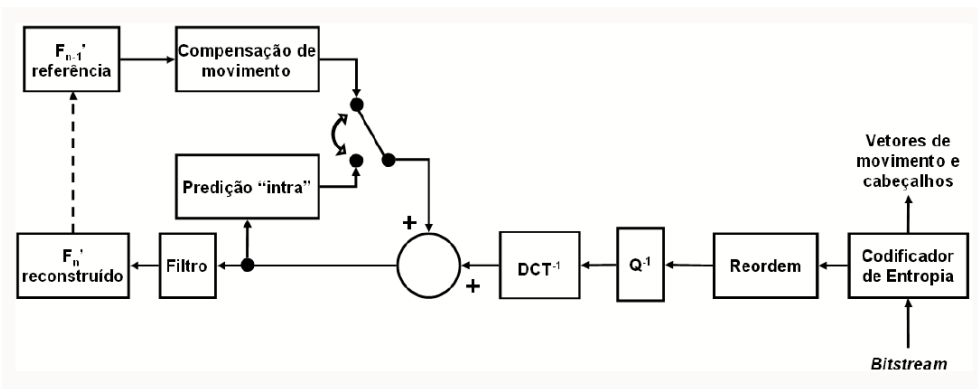 Fn-1'
referência
Compensação de
movimento
Vetores de
movimento e
cabeçalhos
Predição “intra”
+
Fn'
reconstruído
Filtro
+
DCT-1
Q-1
Reordem
Codificador
de Entropia
Bitstream